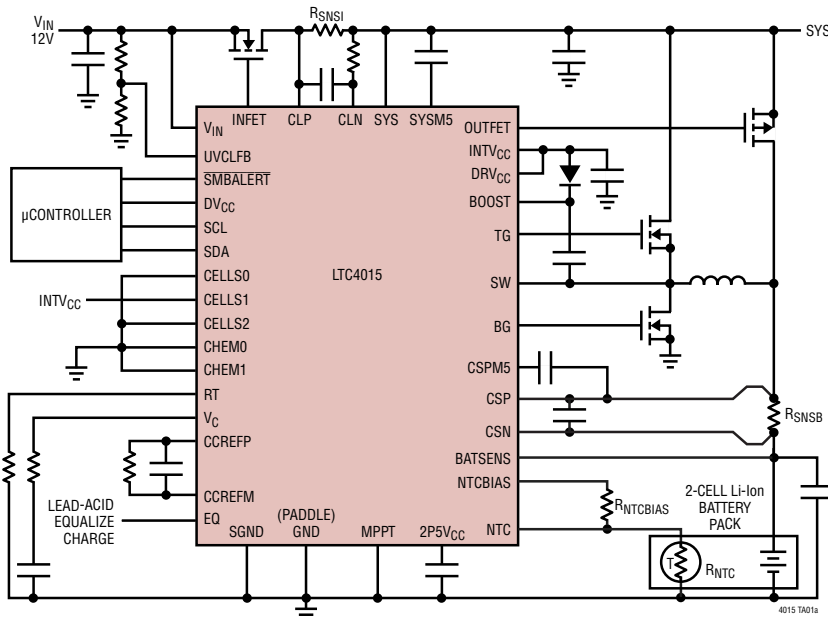 VIN
12V
RSNSI
SYS
INFET
CLP
CLN
SYS
SYSM5
VIN
UVCLFB
SMBALERT
DVCC
SCL
SDA
µCONTROLLER
CELLS0
INTVCC
CELLS1
CELLS2
CHEM0
CHEM1
RT
VC
CCREFP
CCREFM
LEAD-ACID
EQUALIZE
CHARGE
EQ
LTC4015
OUTFET
INTVCC
DRVCC
BOOST
TG
SW
BG
CSPM5
CSP
CSN
RSNSB
BATSENS
NTCBIAS
RNTCBIAS
NTC
2-CELL Li-Ion
BATTERY
PACK
T
RNTC
SGND
(PADDLE)
GND
MPPT
2P5VCC
4015 TA01a